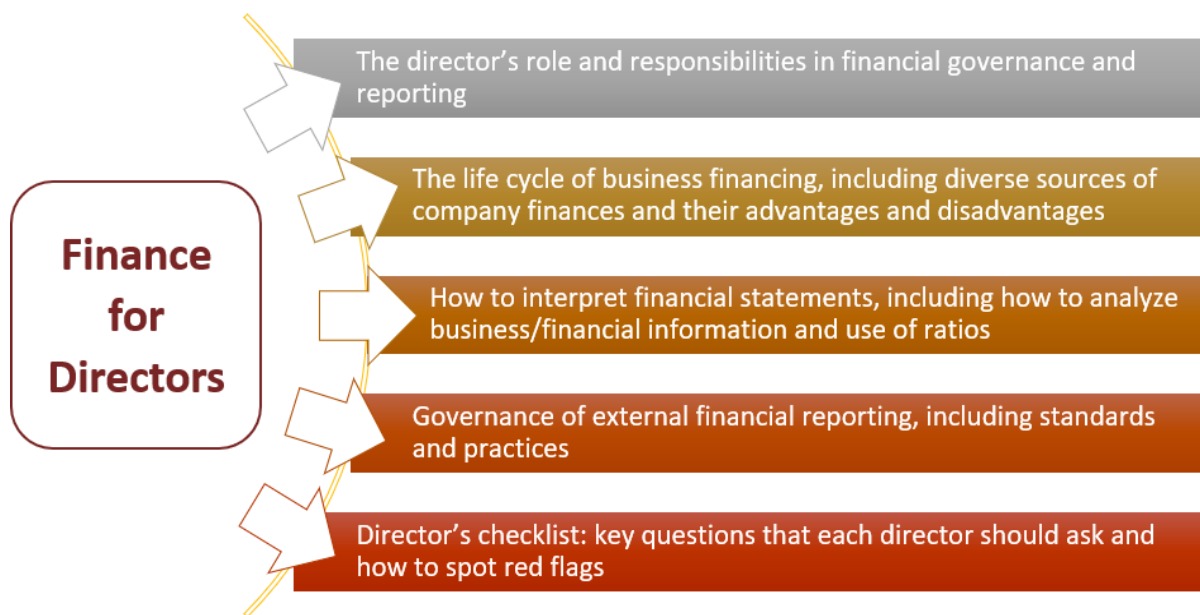 Finance
for
Directors
The director’s role and responsibilities in financial governance and
reporting
The life cycle of business financing, including diverse sources of
company finances and their advantages and disadvantages
How to interpret financial statements, including how to analyze
business/financial information and use of ratios
Governance of external financial reporting, including standards
and practices
Director’s checklist: key questions that each director should ask and
how to spot red flags